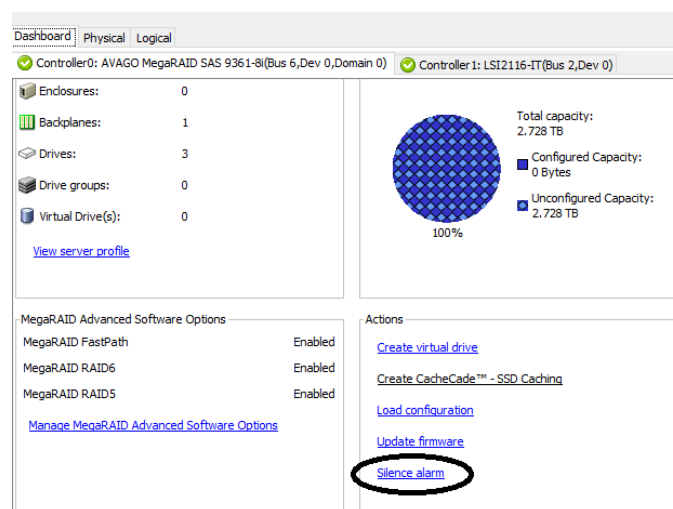 Dashboard Physical Logical
Controller0: AVAGO MegaRAID SAS 9361-8i(Bus 6,Dev 0,Domain 0) Controller1: LSI2116-IT(Bus 2,Dev 0)
Enclosures: 0
Backplanes: 1
Drives: 3
Drive groups: 0
Virtual Drive(s): 0
View server profile
Total capacity:
2.728 TB
Configured Capacity:
0 Bytes
Unconfigured Capacity:
2.728 TB
100%
MegaRAID Advanced Software Options
MegaRAID FastPath Enabled
MegaRAID RAID6 Enabled
MegaRAID RAID5 Enabled
Manage MegaRAID Advanced Software Options
Actions
Create virtual drive
Create CacheCade™ - SSD Caching
Load configuration
Update firmware
Silence alarm